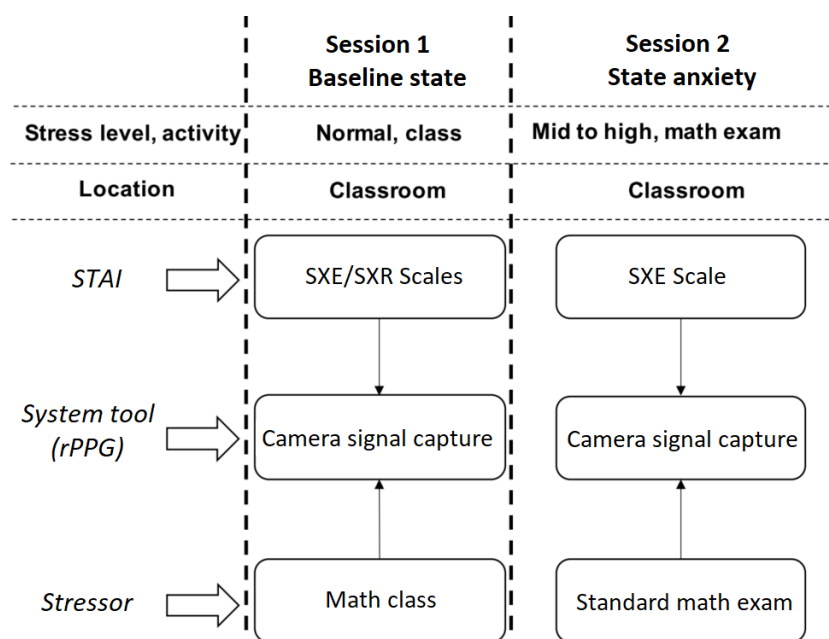 Session 1
Baseline state
Session 2
State anxiety
Stress level, activity
Normal, class
Mid to high, math exam
Location
Classroom
Classroom
STAI
SXE/SXR Scales
SXE Scale
System tool
(rPPG)
Camera signal capture
Camera signal capture
Stressor
Math class
Standard math exam